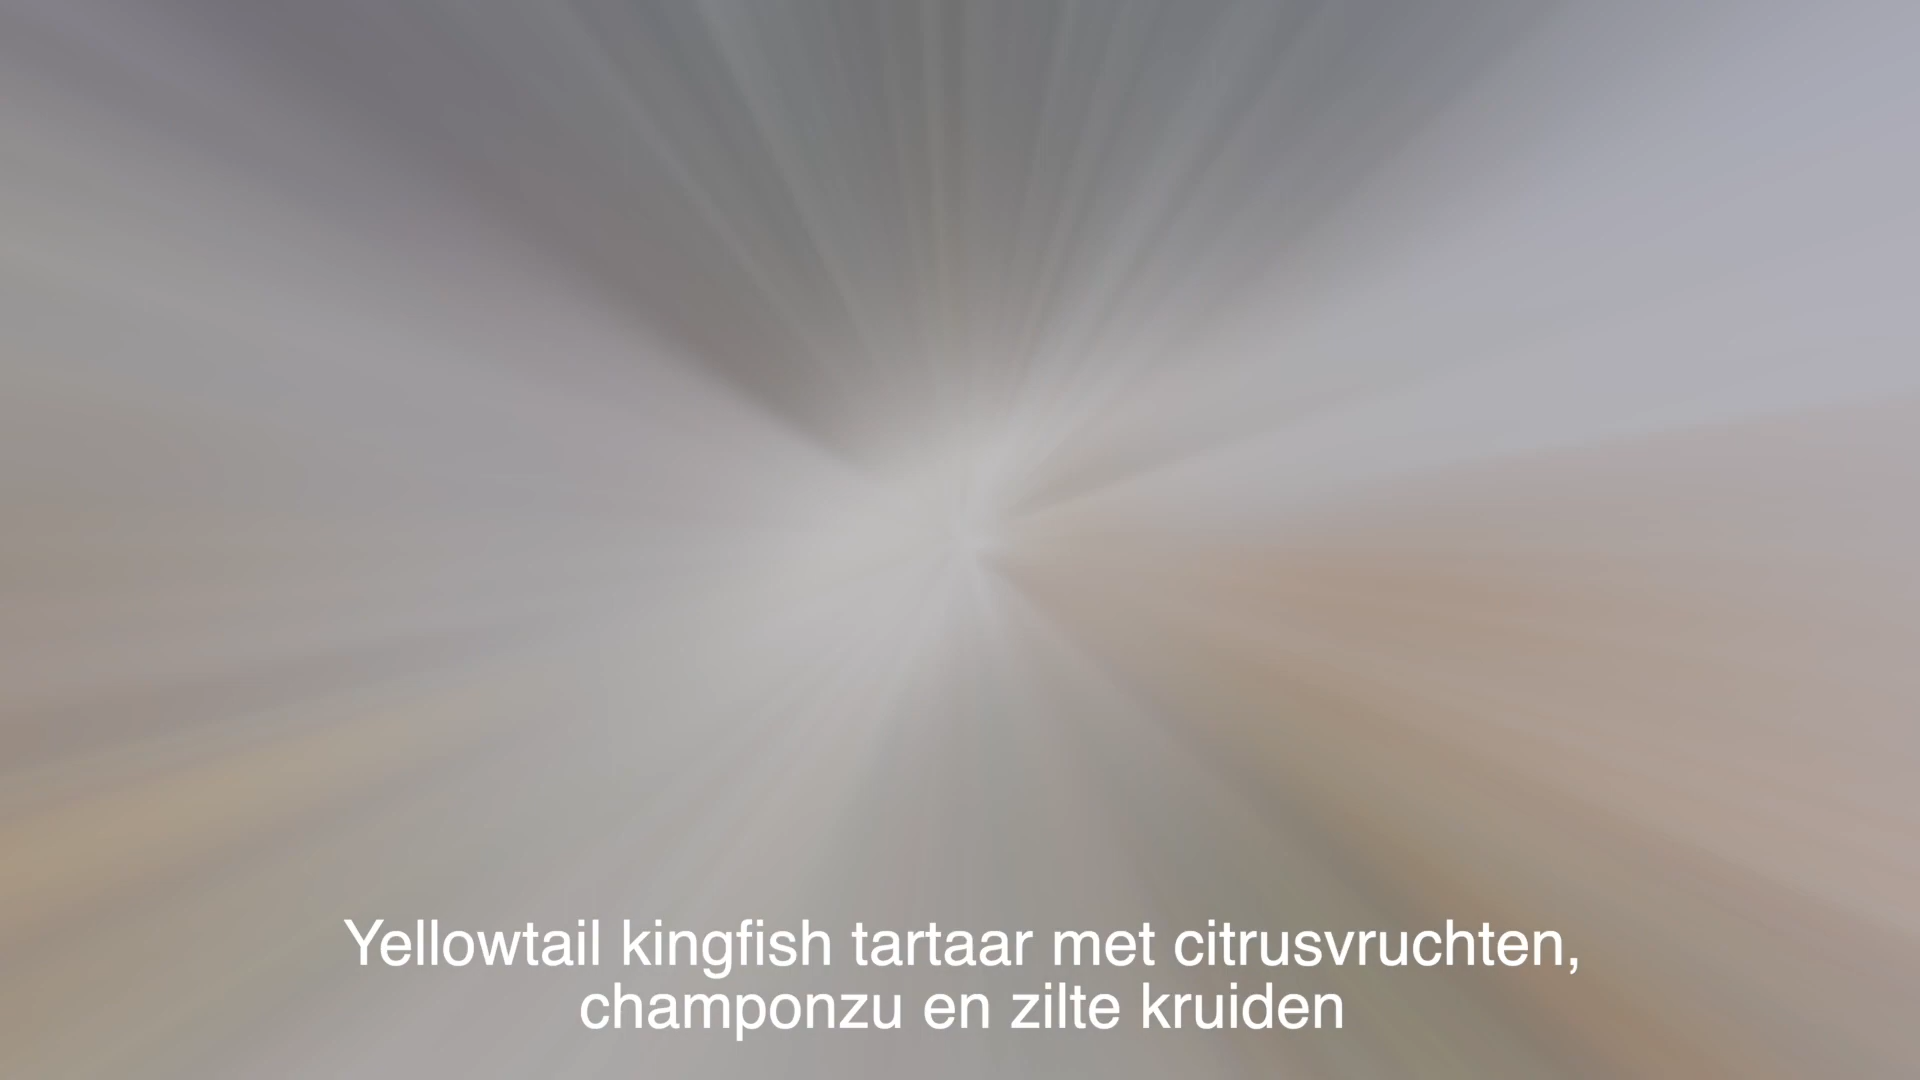 Yellowtail kingfish tartaar met citrusvruchten,
champonzu en zilte kruiden